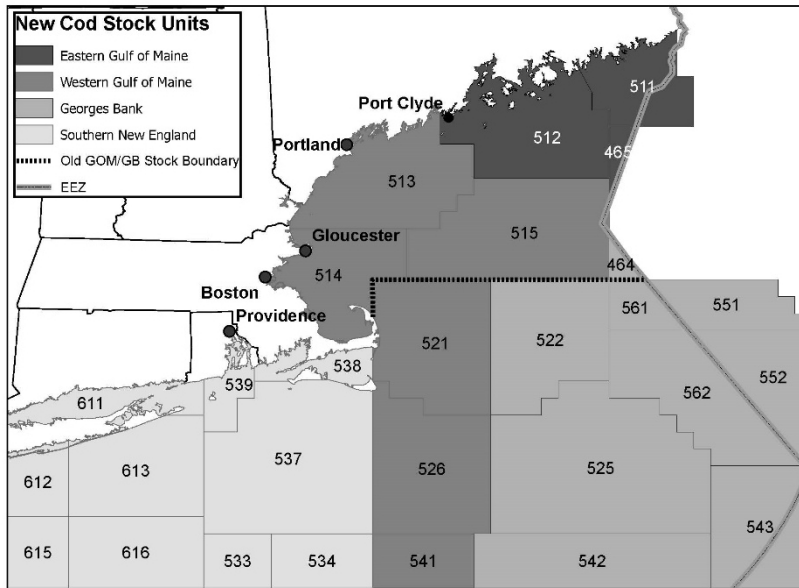 New Cod Stock Units
Eastern Gulf of Maine
Western Gulf of Maine
Georges Bank
Southern New England
Old GOM/GB Stock Boundary
EEZ
511
Port Clyde
512
Portland
465
513
515
Gloucester
464
514
Boston
561
551
Providence
521
522
538
552
539
562
611
537
613
526
525
612
543
615
616
533
534
541
542